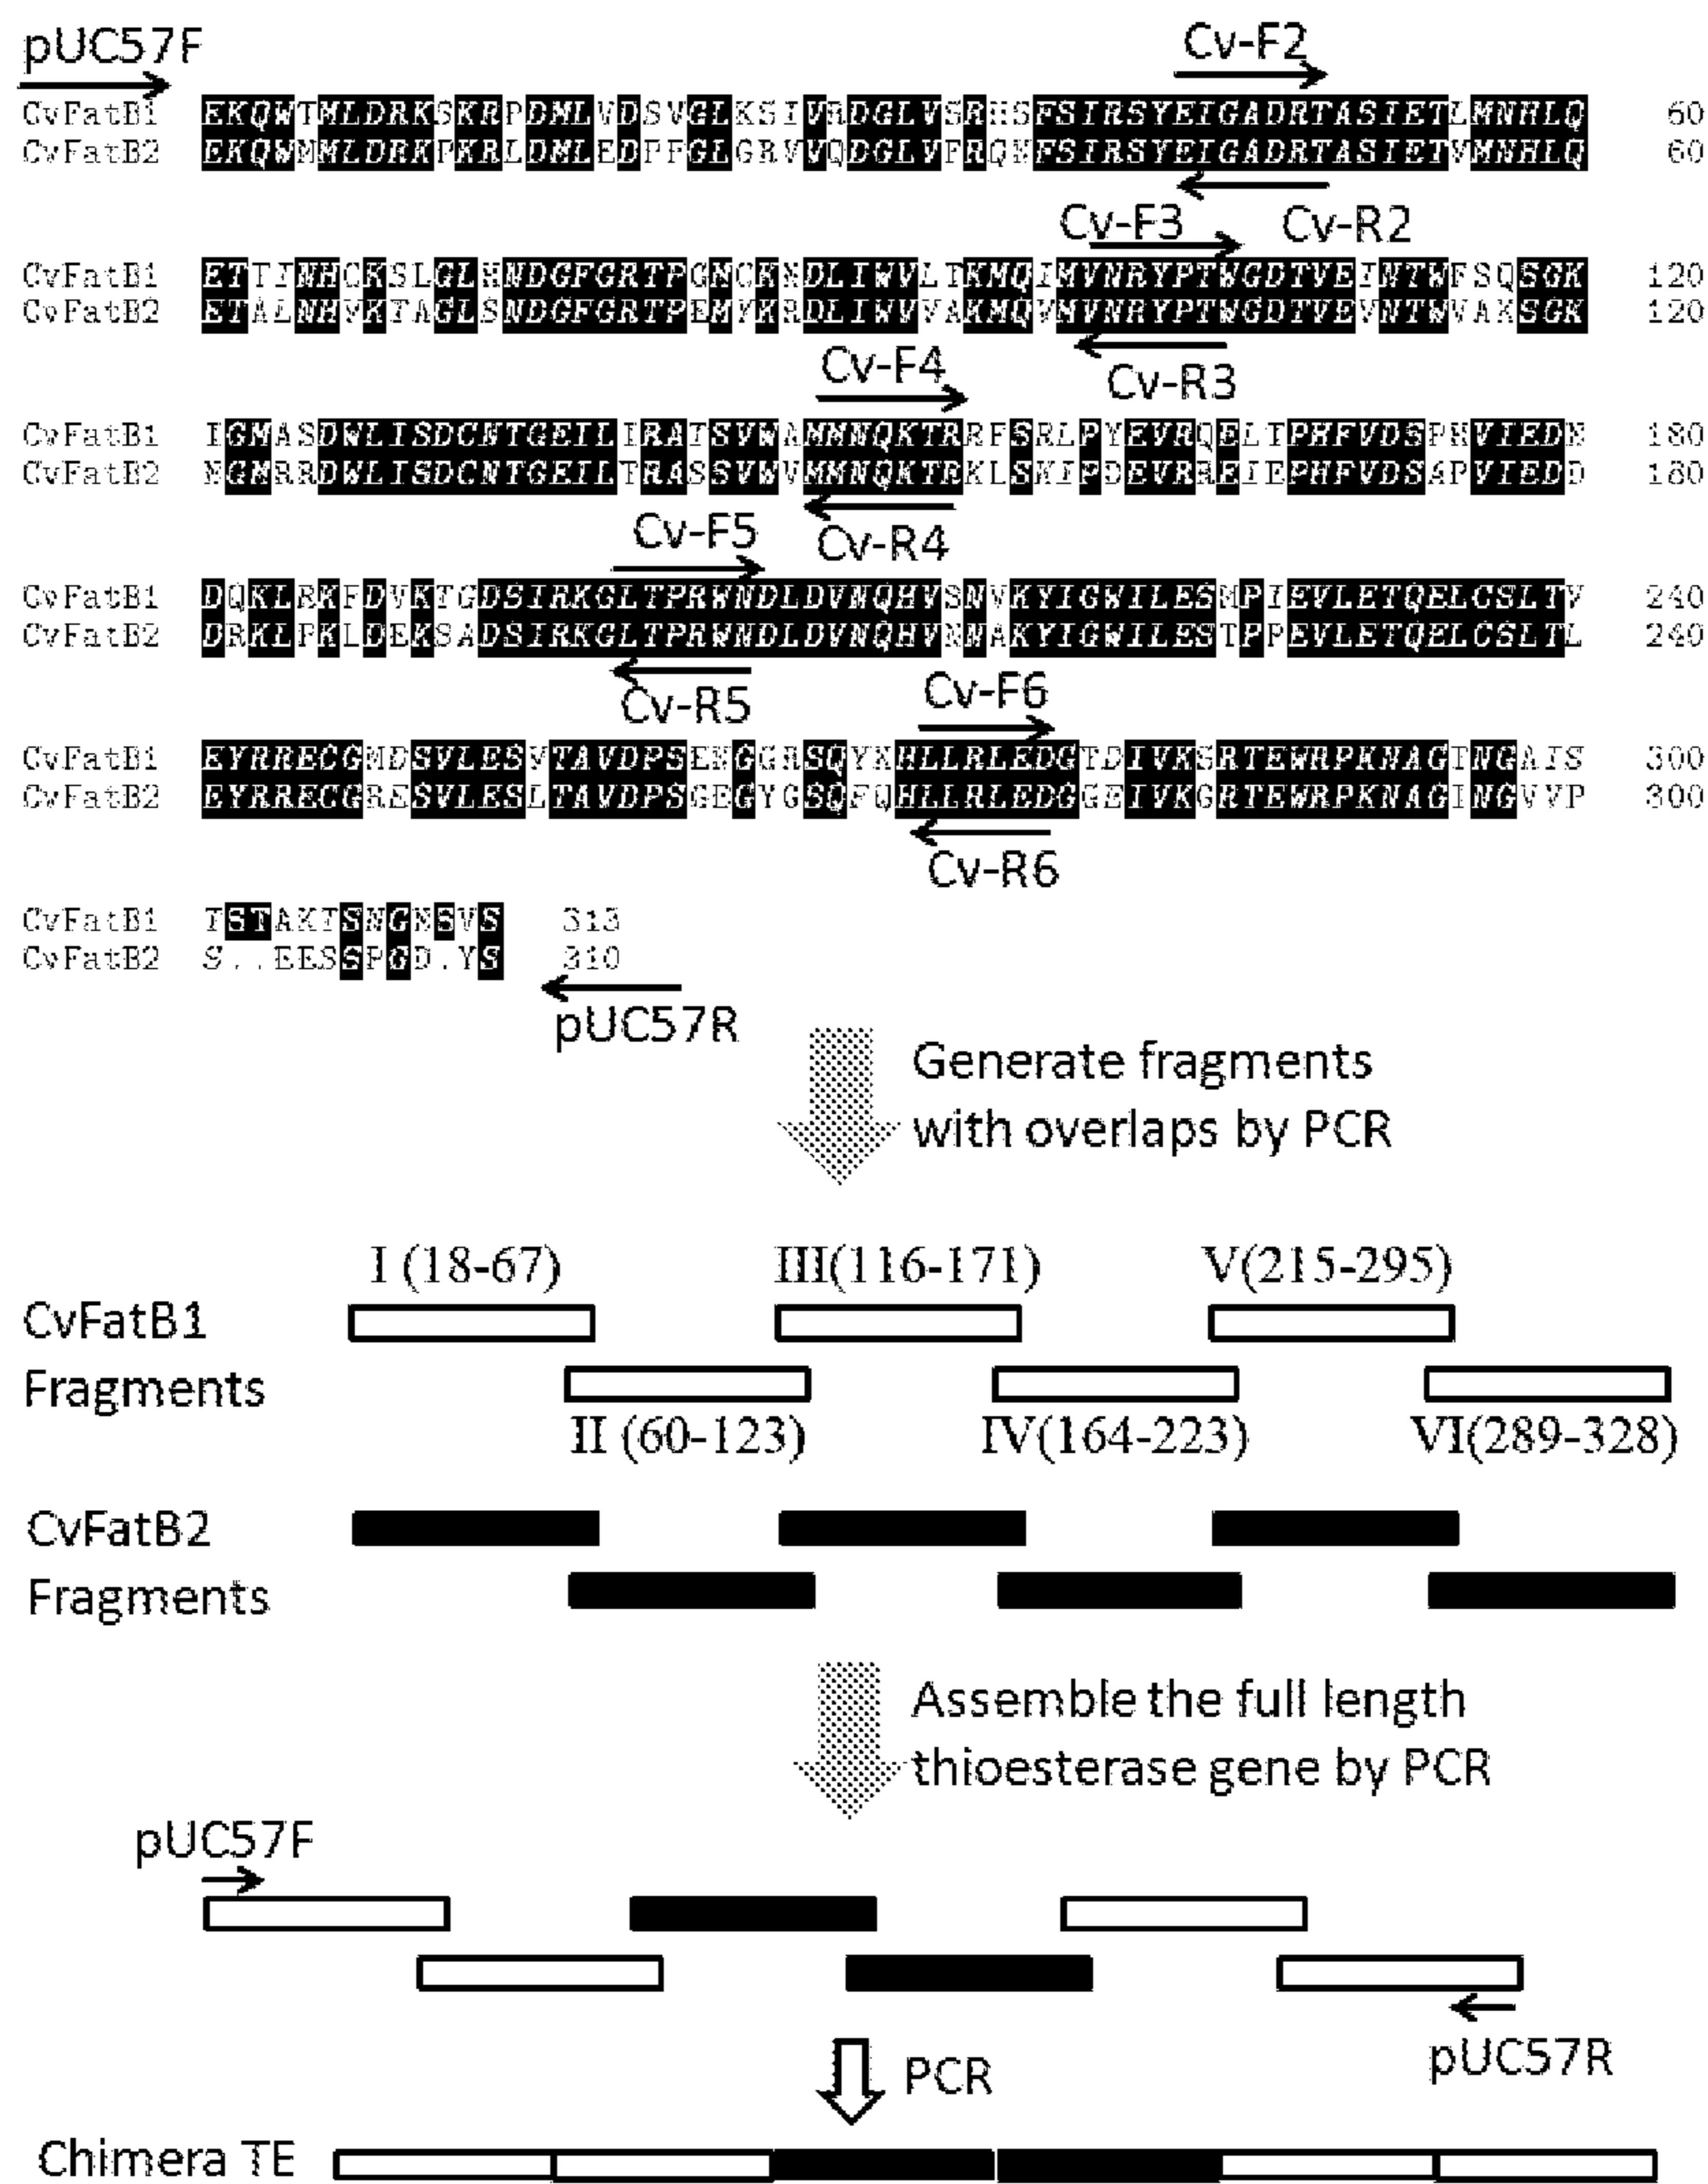 pUC57F
Cv-F2
CvFatB1 EKQWTMLDRKSKRPDMLVDSVGLKSIVRDGLVSRHSFSIRSYEIGADRTASIETLMNHLQ 60
CvFatB2 EKQWMMLDRKPKRLDMLEDPFGLGRVVQDGLVFRQNFSIRSYEIGADRTASIETVMNHLQ 60
Cv-F3 Cv-R2
CvFatB1 ETTINHCKSLGLHNDGFGRTPGNCKNDLIWVLTKMQIMVNRYPTWGDTVEINTWFSQSGK 120
CvFatB2 ETALNHVKTAGLSNDGFGRTPEMYKRDLIWVVAKMQVMVNRYPTWGDTVEVNTWVAKSGK 120
Cv-F4 Cv-R3
CvFatB1 IGMASDWLISDCNTGEILIRATSVWAMMNQKTRRFSRLPYEVRQELTPHFVDSPHVIEDN 180
CvFatB2 NGMRRDWLISDCNTGEILTRASSVWVMMNQKTRKLSKIPDEVRREIEPHFVDSAPVIEDD 180
Cv-F5 Cv-R4
CvFatB1 DQKLRKFDVKTGDSIRKGLTPRWNDLDVNQHVSNVKYIGWILESMPIEVLETQELCSLTV 240
CvFatB2 DRKLPKLDEKSADSIRKGLTPRWNDLDVNQHVNNAKYIGWILESTPPEVLETQELCSLTL 240
Cv-R5 Cv-F6
CvFatB1 EYRRECGMDSVLESVTAVDPSENGGRSQYKHLLRLEDGTDIVKSRTEWRPKNAGTNGAIS 300
CvFatB2 EYRRECGRESVLESLTAVDPSGEGYGSQFQHLLRLEDGGEIVKGRTEWRPKNAGINGVVP 300
Cv-R6
CvFatB1 TSTAKTSNGNSVS 313
CvFatB2 S..EESSPGD.YS 310
pUC57R
Generate fragments
with overlaps by PCR
I (18-67) III(116-171) V(215-295)
CvFatB1
Fragments
II (60-123) IV(164-223) VI(289-328)
CvFatB2
Fragments
Assemble the full length
thioesterase gene by PCR
pUC57F
pUC57R
PCR
Chimera TE